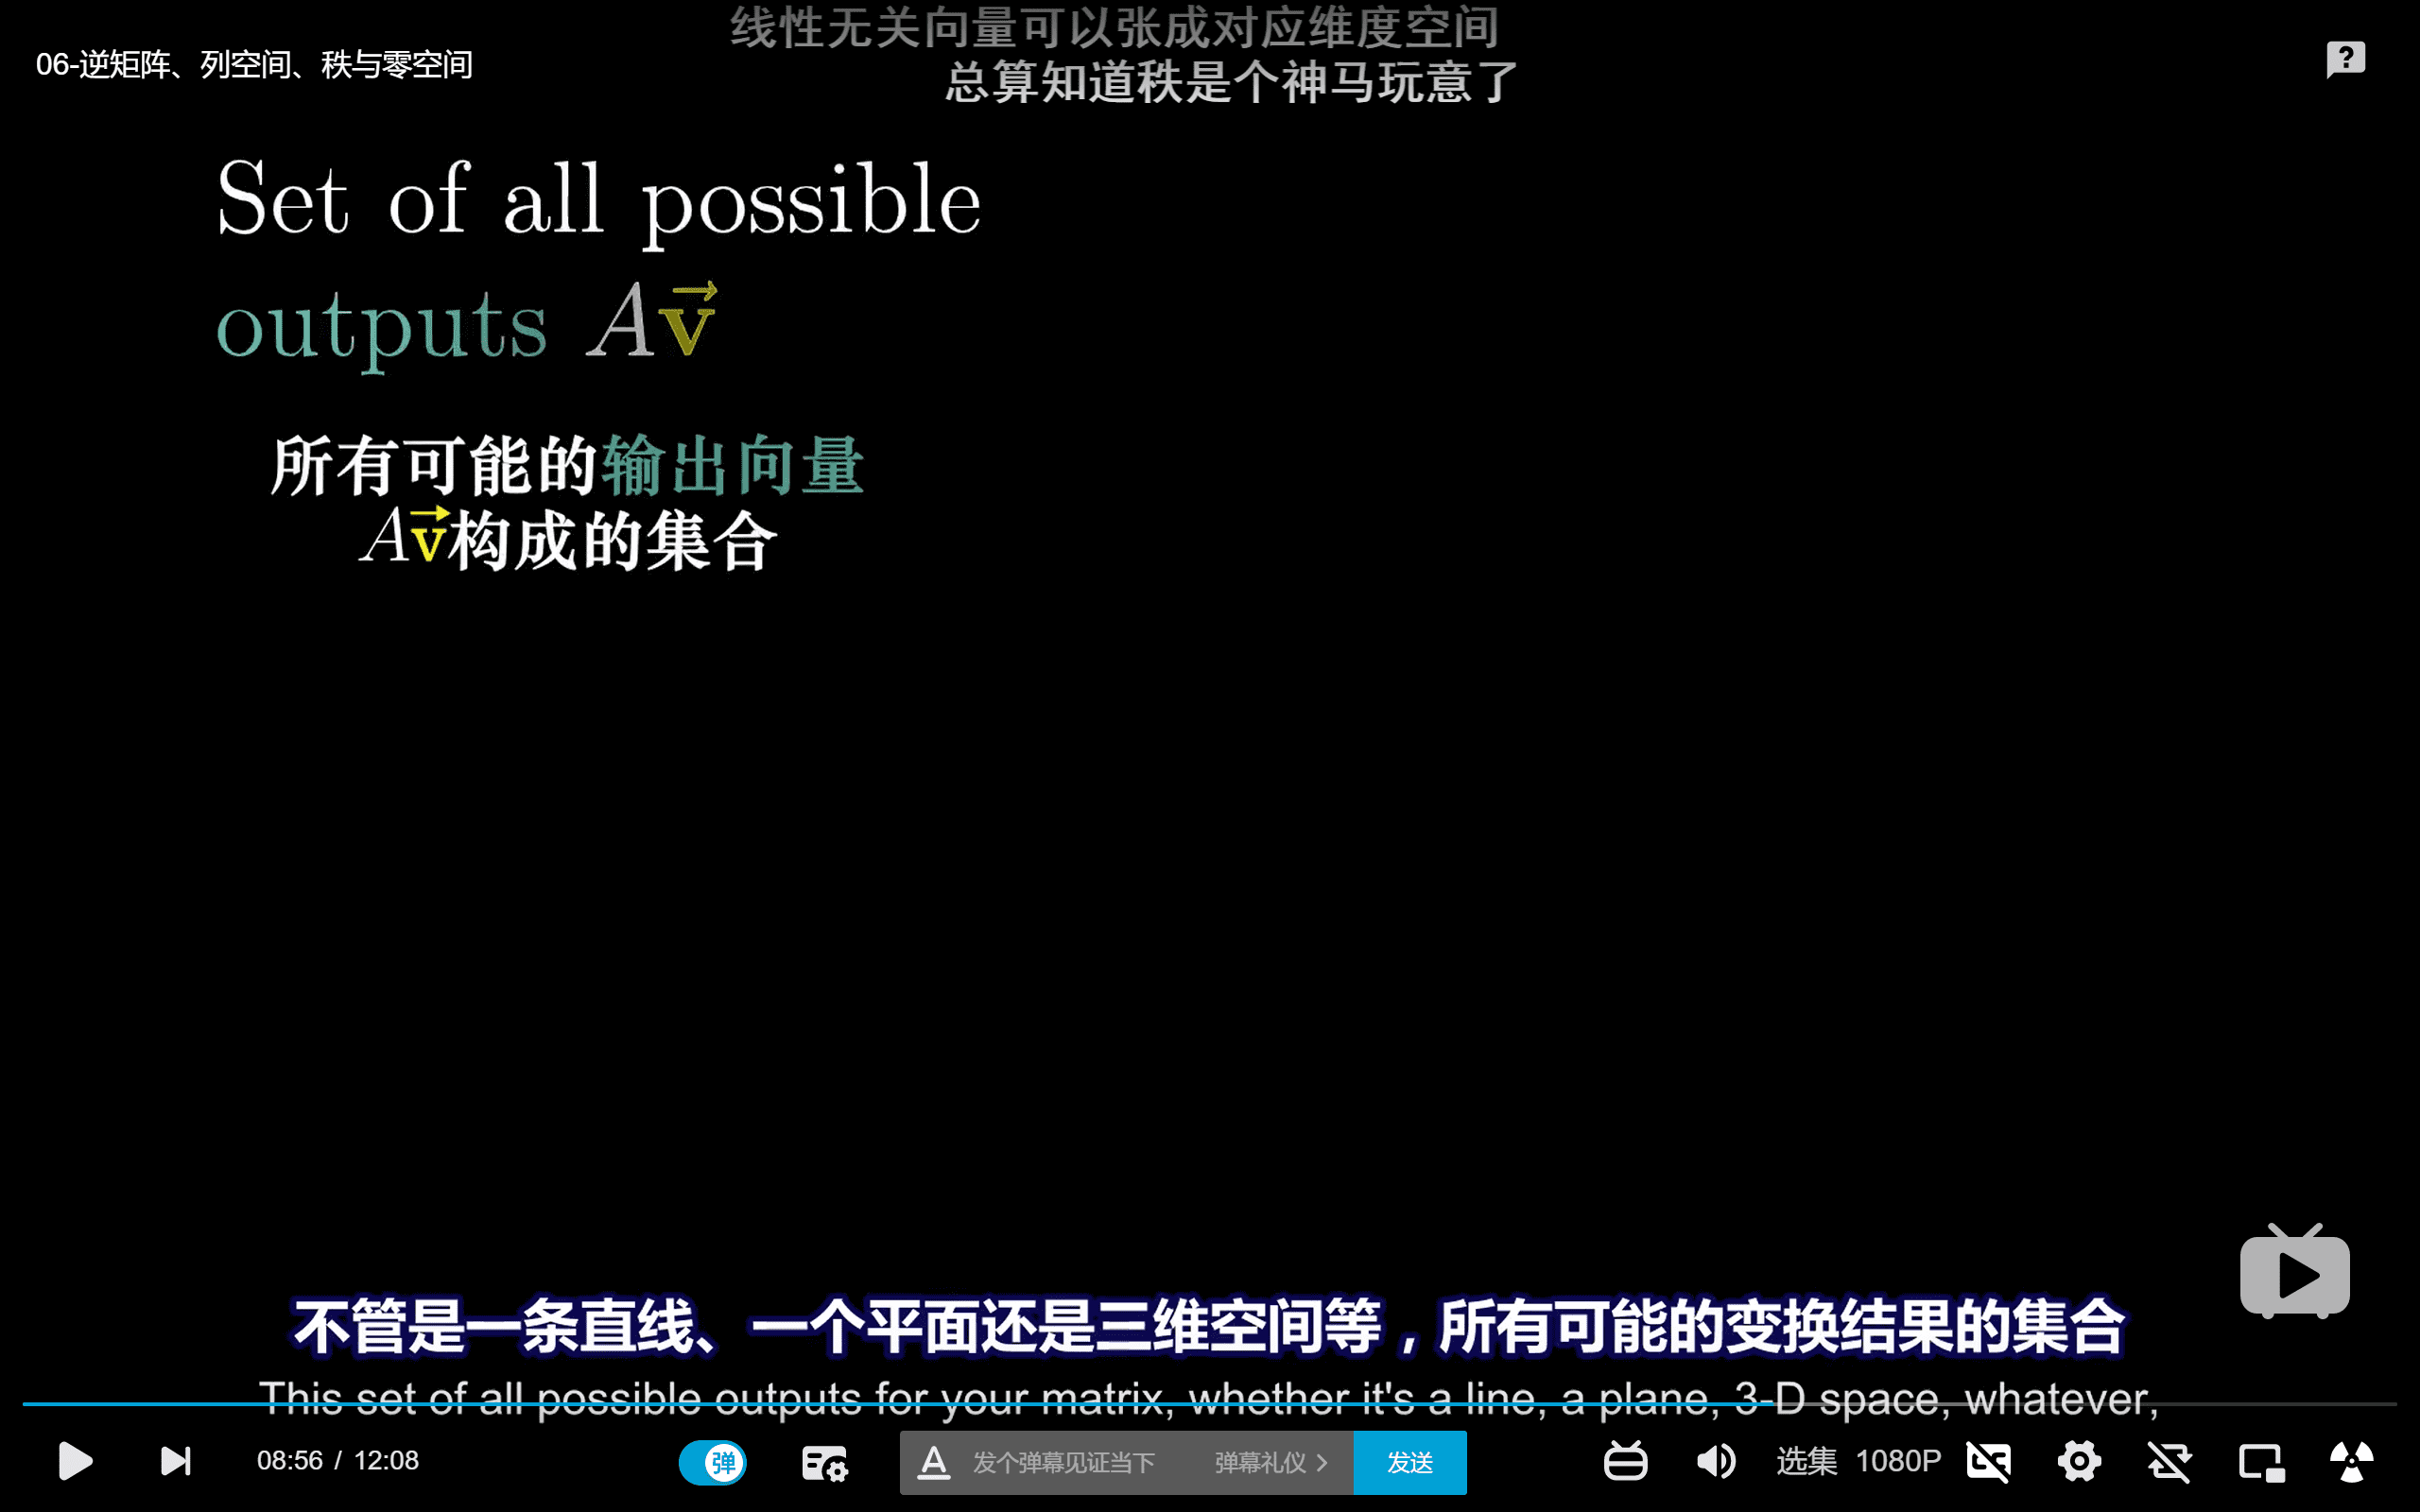 线性无关向量可以张成对应维度空间
06-逆矩阵、列空间、秩与零空间
总算知道秩是个神马玩意了
Set of all possible
outputs A v⃗
所有可能的输出向量
A v⃗ 构成的集合
不管是一条直线、一个平面还是三维空间等，所有可能的变换结果的集合
This set of all possible outputs for your matrix, whether it's a line, a plane, 3-D space, whatever,
08:56 / 12:08
弹
发个弹幕见证当下
弹幕礼仪 >
发送
选集
1080P